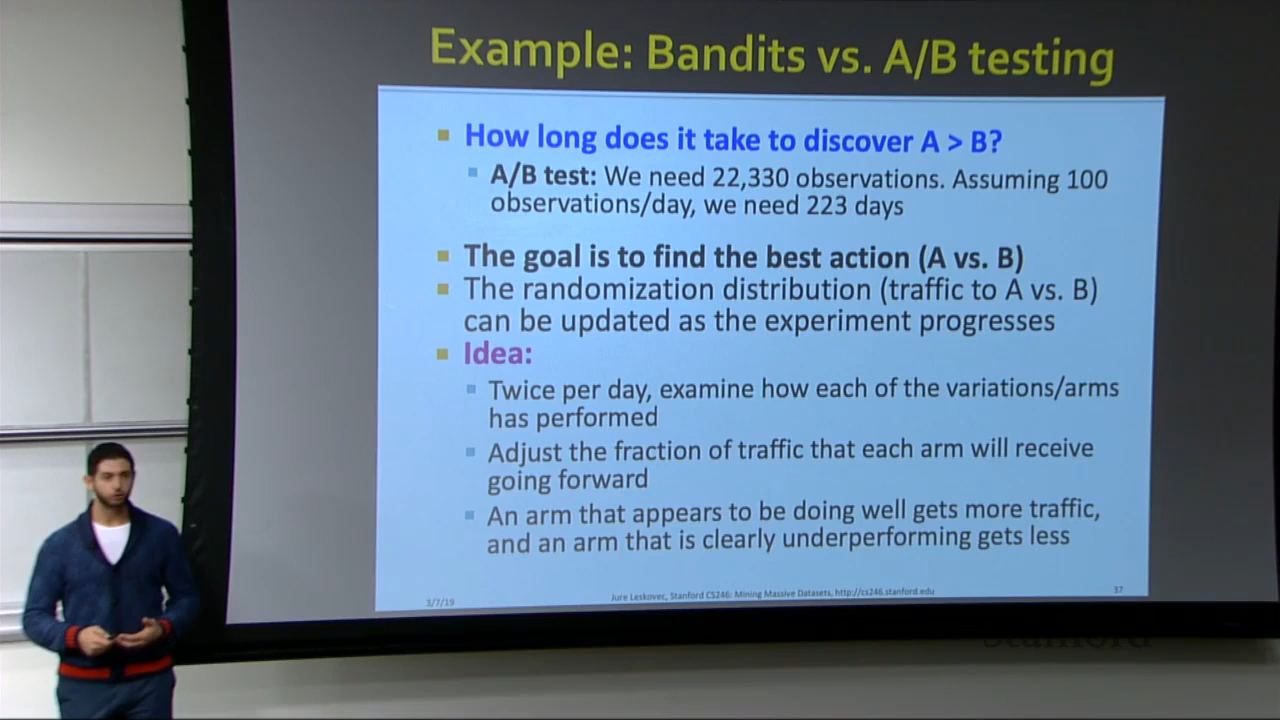 Example: Bandits vs. A/B testing
How long does it take to discover A > B?
A/B test: We need 22,330 observations. Assuming 100
observations/day, we need 223 days
The goal is to find the best action (A vs. B)
The randomization distribution (traffic to A vs. B)
can be updated as the experiment progresses
Idea:
Twice per day, examine how each of the variations/arms
has performed
Adjust the fraction of traffic that each arm will receive
going forward
An arm that appears to be doing well gets more traffic,
and an arm that is clearly underperforming gets less
3/7/19
Jure Leskovec, Stanford CS246: Mining Massive Datasets, http://cs246.stanford.edu
37
Stanford